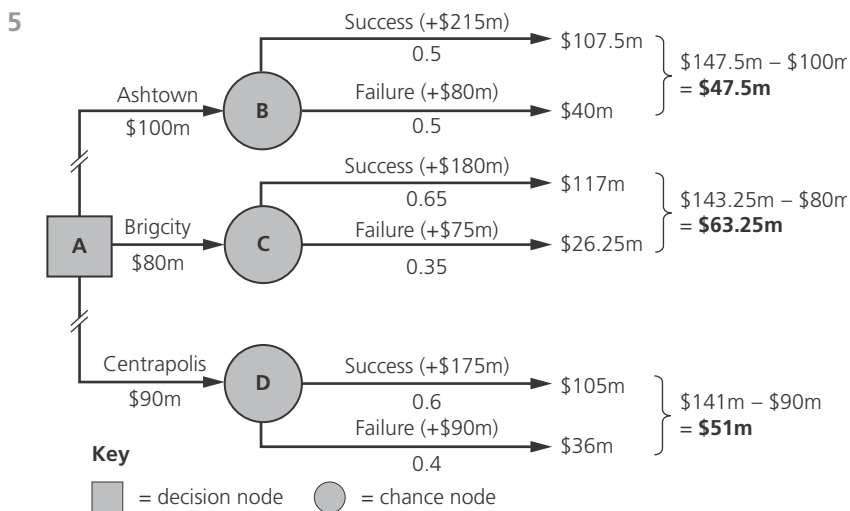 5
Success (+$215m)
0.5
$107.5m
Ashtown
$100m
B
Failure (+$80m)
0.5
$40m
$147.5m – $100m
= $47.5m
Success (+$180m)
0.65
$117m
A
Brigcity
$80m
C
Failure (+$75m)
0.35
$26.25m
$143.25m – $80m
= $63.25m
Centrapolis
$90m
D
Success (+$175m)
0.6
$105m
Failure (+$90m)
0.4
$36m
$141m – $90m
= $51m
Key
= decision node
= chance node